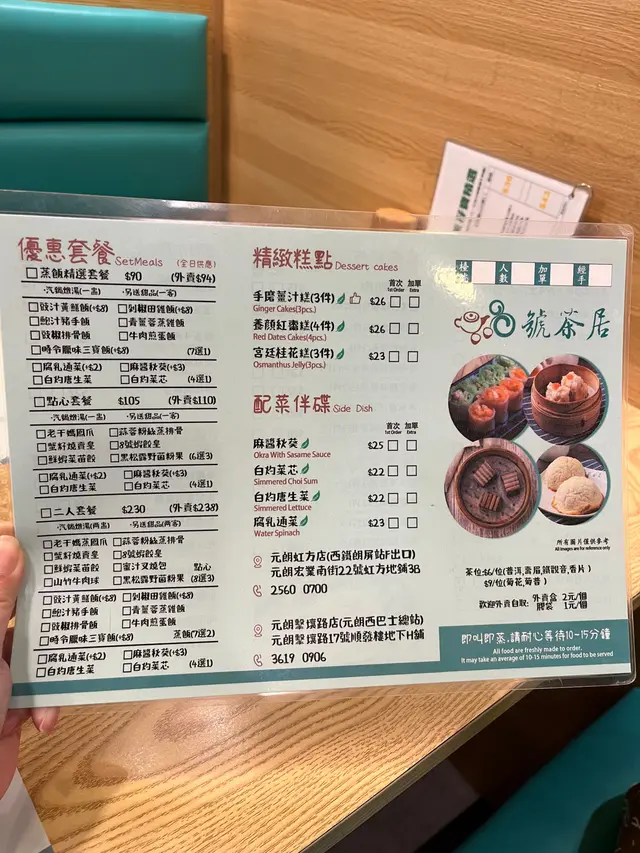 優惠套餐 SetMeals (全日供應)
蒸飯精選套餐 $90 (外賣$94)
·汽鍋燉湯(一盅) ·另送甜品(一客)
豉汁黃鱔飯(+$8) 剁椒田雞飯(+$8)
鮑汁豬手飯 青薑蓉蒸雞飯
豉椒排骨飯 牛肉煎蛋飯
時令臘味三寶飯(+$8) (7選1)
腐乳通菜(+$2) 麻醬秋葵(+$3)
白灼唐生菜 白灼菜芯 (4選1)
點心套餐 $105 (外賣$110)
·汽鍋燉湯(一盅) ·另送甜品(一客)
老干媽鳳爪 蒜蓉粉絲蒸排骨
蟹籽燒賣皇 8號蝦餃皇
鮮蝦菜苗餃 黑松露野菌粉果 (6選3)
腐乳通菜(+$2) 麻醬秋葵(+$3)
白灼唐生菜 白灼菜芯 (4選1)
二人套餐 $230 (外賣$238)
·汽鍋燉湯(兩盅) ·另送甜品(兩客)
老干媽鳳爪 蒜蓉粉絲蒸排骨
蟹籽燒賣皇 8號蝦餃皇
鮮蝦菜苗餃 蜜汁叉燒包 點心
山竹牛肉球 黑松露野菌粉果 (8選3)
豉汁黃鱔飯(+$8) 剁椒田雞飯(+$8)
鮑汁豬手飯 青薑蓉蒸雞飯
豉椒排骨飯 牛肉煎蛋飯
時令臘味三寶飯(+$8) 蒸飯(7選2)
腐乳通菜(+$2) 麻醬秋葵(+$3)
白灼唐生菜 白灼菜芯 (4選1)
精緻糕點 Dessert cakes
首次 加單
1st Order Extra
手磨薑汁糕(3件) $26
Ginger Cakes(3pcs.)
香顏紅棗糕(4件) $26
Red Dates Cakes(4pcs.)
宮廷桂花糕(3件) $23
Osmanthus Jelly(3pcs.)
配菜伴碟 Side Dish
首次 加單
1st Order Extra
麻醬秋葵 $25
Okra With Sesame Sauce
白灼菜芯 $22
Simmered Choi Sum
白灼唐生菜 $22
Simmered Lettuce
腐乳通菜 $23
Water Spinach
元朗虹方店(西鐵朗屏站F出口)
元朗宏業南街22號虹方地舖38
2560 0700
元朗擊壤路店(元朗西巴士總站)
元朗擊壤路17號順發樓地下H舖
3619 0906
人數 加單 經手
8號茶居
所有圖片僅供參考
All images are for reference only
茶位:$6/位(普洱,壽眉,鐵觀音,香片)
$9/位(菊花,菊普)
歡迎外賣自取: 外賣盒 2元/個
膠袋 1元/個
即叫即蒸,請耐心等待10-15分鐘
All food are freshly made to order.
It may take an average of 10-15 minutes for food to be served